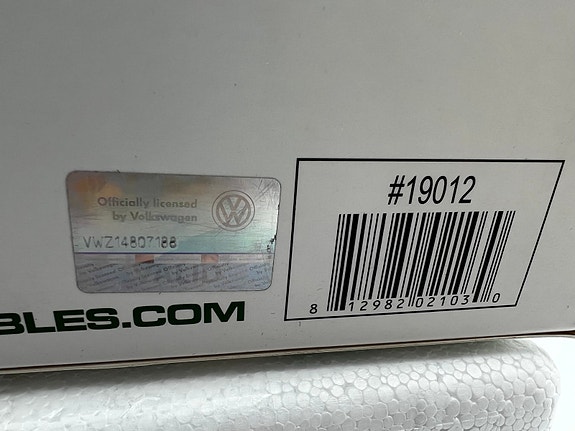 Officially licensed
by Volkswagen
VWZ14807188
#19012
8 12982 02103 0
BLES.COM